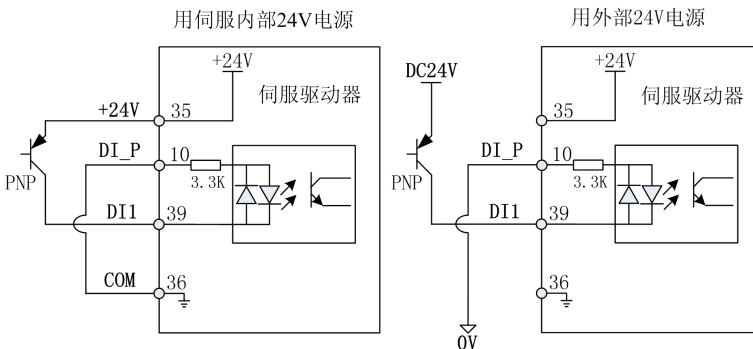 用伺服内部24V电源
+24V
伺服驱动器
+24V
35
DI_P
10
3.3K
PNP
DI1
39
COM
36
用外部24V电源
DC24V
+24V
伺服驱动器
35
DI_P
10
3.3K
PNP
DI1
39
36
0V